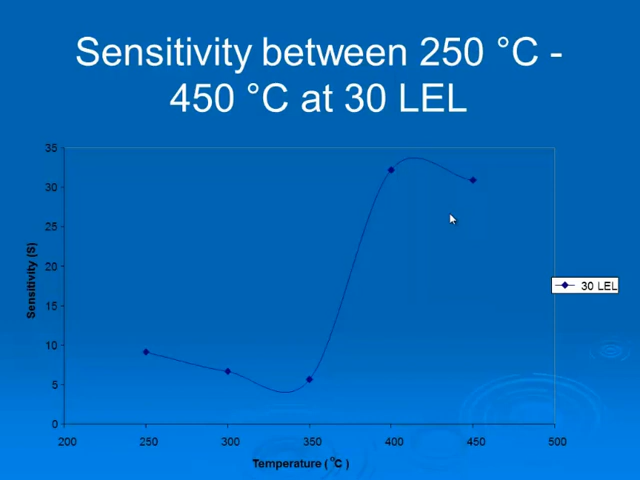 Sensitivity between 250 °C -
450 °C at 30 LEL
35
30
25
20
15
10
5
0
Sensitivity (S)
200 250 300 350 400 450 500
Temperature ( °C )
30 LEL